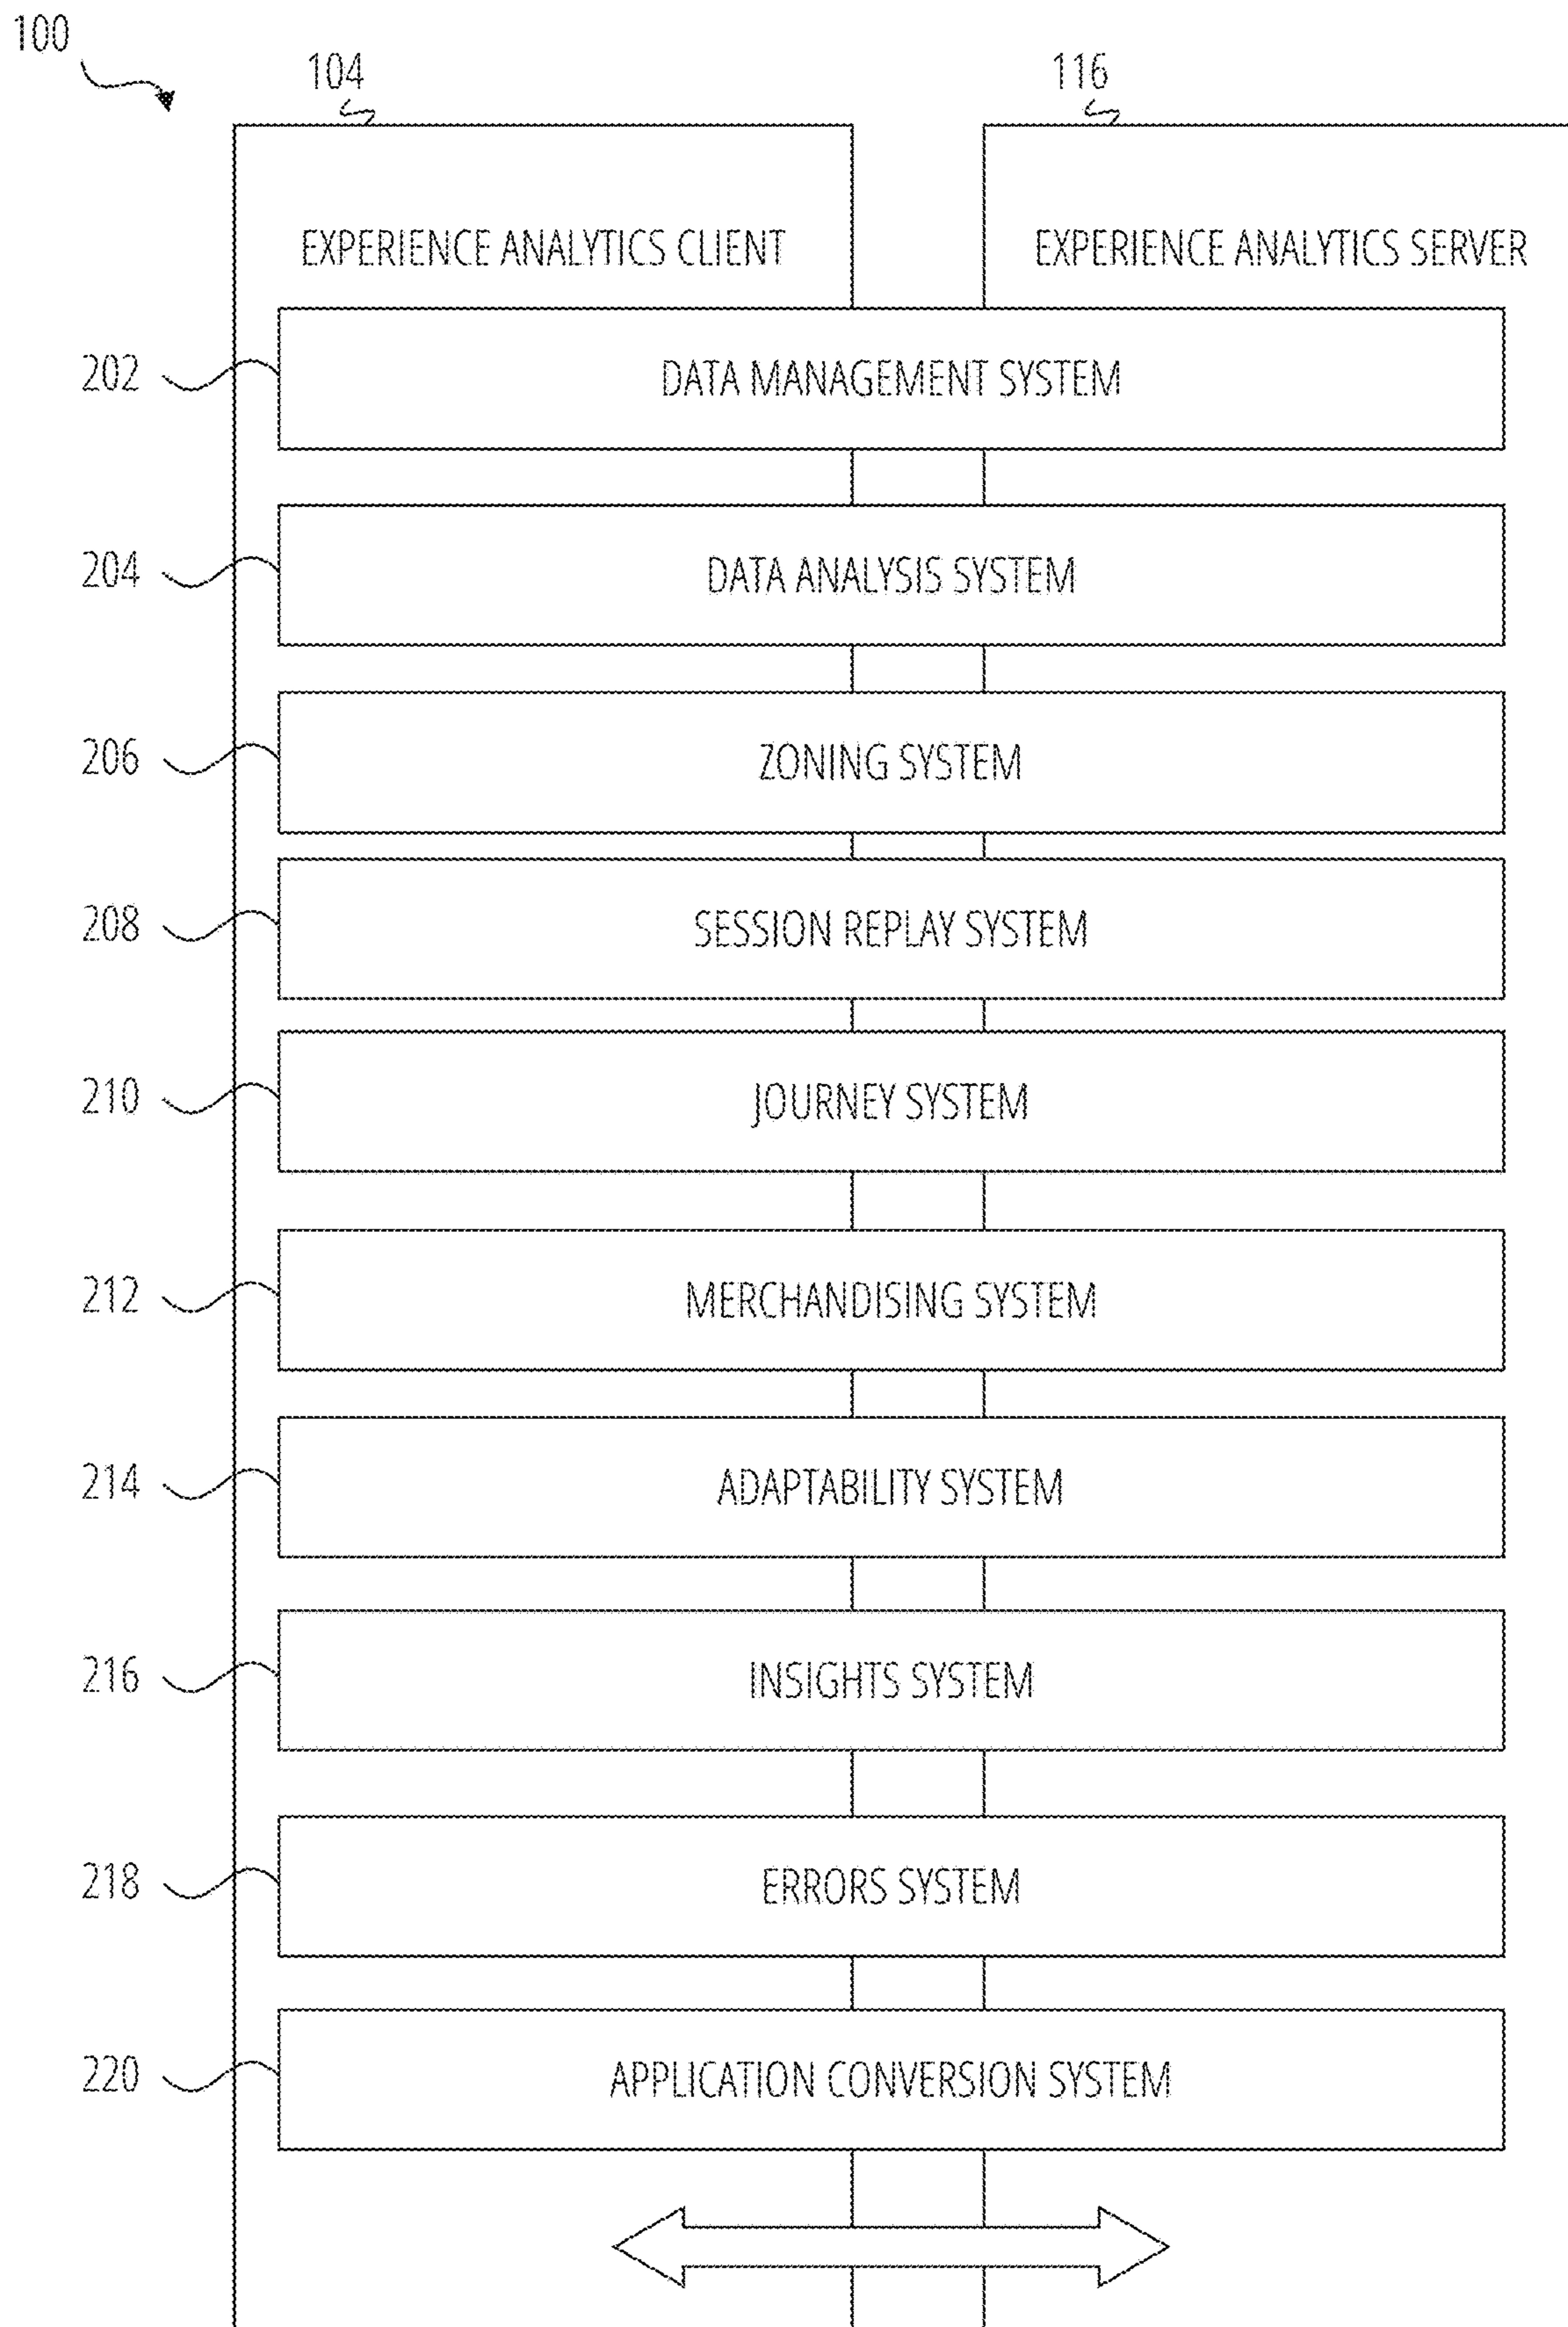 100
104
116
EXPERIENCE ANALYTICS CLIENT
EXPERIENCE ANALYTICS SERVER
202
DATA MANAGEMENT SYSTEM
204
DATA ANALYSIS SYSTEM
206
ZONING SYSTEM
208
SESSION REPLAY SYSTEM
210
JOURNEY SYSTEM
212
MERCHANDISING SYSTEM
214
ADAPTABILITY SYSTEM
216
INSIGHTS SYSTEM
218
ERRORS SYSTEM
220
APPLICATION CONVERSION SYSTEM